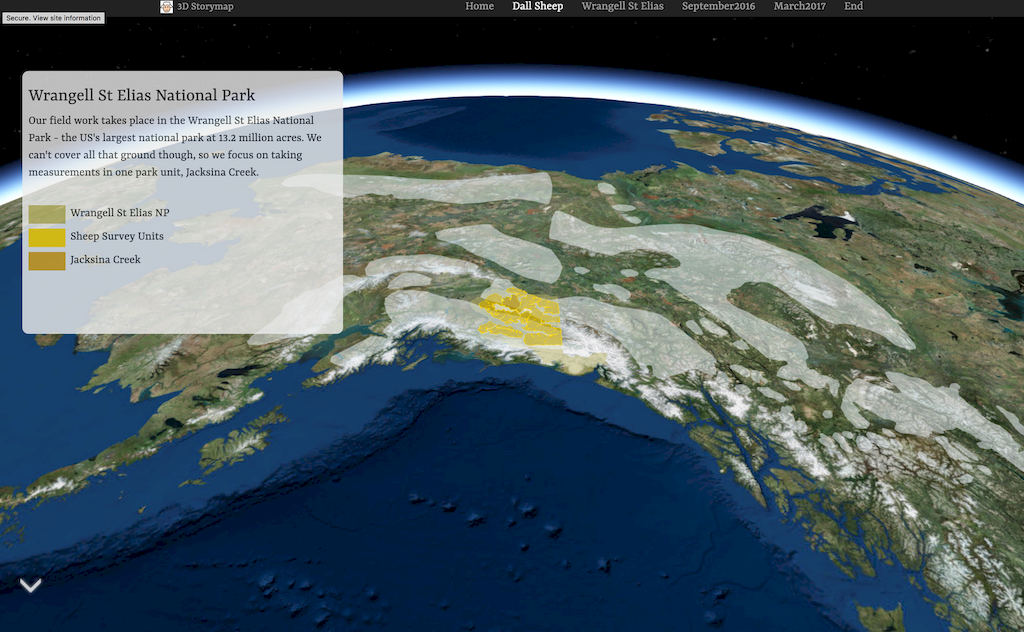 3D Storymap
Home Dall Sheep Wrangell St Elias September2016 March2017 End
Secure. View site information
Wrangell St Elias National Park
Our field work takes place in the Wrangell St Elias National
Park - the US's largest national park at 13.2 million acres. We
can't cover all that ground though, so we focus on taking
measurements in one park unit, Jacksina Creek.
Wrangell St Elias NP
Sheep Survey Units
Jacksina Creek